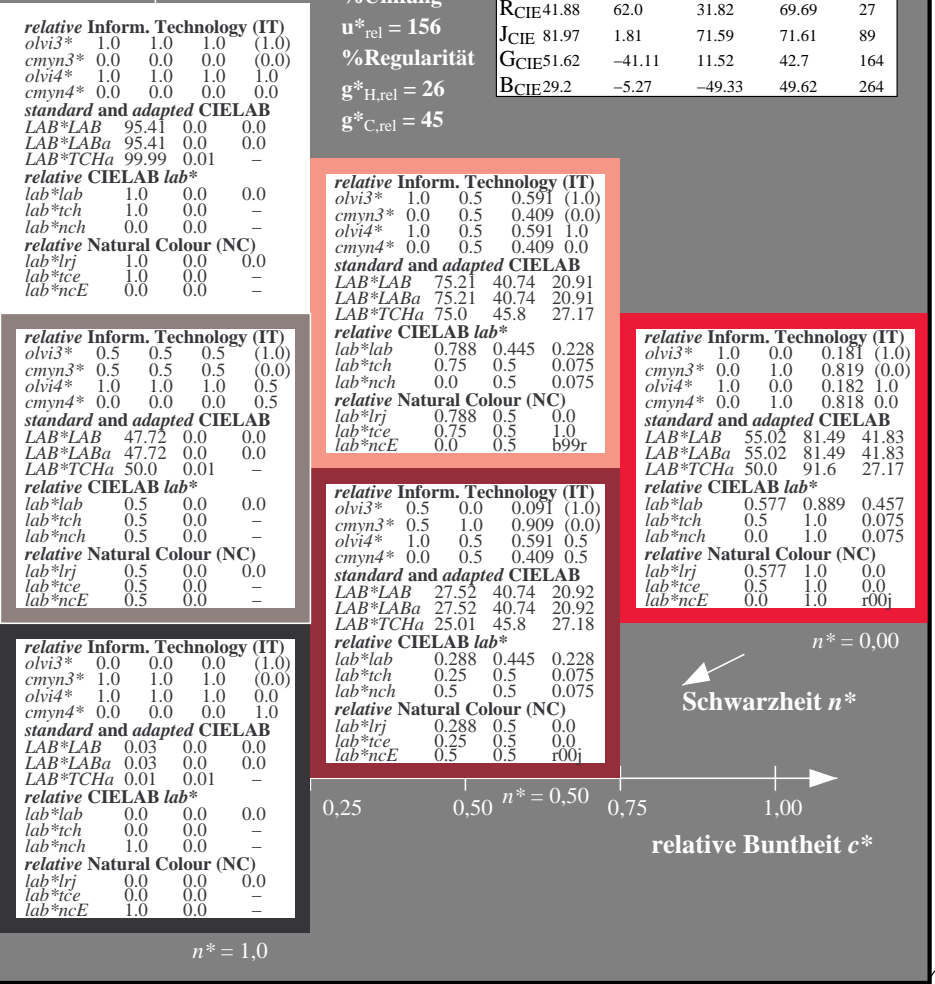 relative Inform. Technology (IT)
olvi3* 1.0 1.0 1.0 (1.0)
cmyn3* 0.0 0.0 0.0 (0.0)
olvi4* 1.0 1.0 1.0 1.0
cmyn4* 0.0 0.0 0.0 0.0
standard and adapted CIELAB
LAB*LAB 95.41 0.0 0.0
LAB*LABa 95.41 0.0 0.0
LAB*TCHa 99.99 0.01 –
relative CIELAB lab*
lab*lab 1.0 0.0 0.0
lab*tch 1.0 0.0 –
lab*nch 0.0 0.0 –
relative Natural Colour (NC)
lab*lrj 1.0 0.0 0.0
lab*tce 1.0 0.0 –
lab*ncE 0.0 0.0 –
%Umfang
u*rel = 156
%Regularität
g*H,rel = 26
g*C,rel = 45
RCIE 41.88 62.0 31.82 69.69 27
JCIE 81.97 1.81 71.59 71.61 89
GCIE 51.62 –41.11 11.52 42.7 164
BCIE 29.2 –5.27 –49.33 49.62 264
relative Inform. Technology (IT)
olvi3* 1.0 0.5 0.591 (1.0)
cmyn3* 0.0 0.5 0.409 (0.0)
olvi4* 1.0 0.5 0.591 1.0
cmyn4* 0.0 0.5 0.409 0.0
standard and adapted CIELAB
LAB*LAB 75.21 40.74 20.91
LAB*LABa 75.21 40.74 20.91
LAB*TCHa 75.0 45.8 27.17
relative CIELAB lab*
lab*lab 0.788 0.445 0.228
lab*tch 0.75 0.5 0.075
lab*nch 0.0 0.5 0.075
relative Natural Colour (NC)
lab*lrj 0.788 0.5 0.0
lab*tce 0.75 0.5 1.0
lab*ncE 0.0 0.5 b99r
relative Inform. Technology (IT)
olvi3* 0.5 0.5 0.5 (1.0)
cmyn3* 0.5 0.5 0.5 (0.0)
olvi4* 1.0 1.0 1.0 0.5
cmyn4* 0.0 0.0 0.0 0.5
standard and adapted CIELAB
LAB*LAB 47.72 0.0 0.0
LAB*LABa 47.72 0.0 0.0
LAB*TCHa 50.0 0.01 –
relative CIELAB lab*
lab*lab 0.5 0.0 0.0
lab*tch 0.5 0.0 –
lab*nch 0.5 0.0 –
relative Natural Colour (NC)
lab*lrj 0.5 0.0 0.0
lab*tce 0.5 0.0 –
lab*ncE 0.5 0.0 –
relative Inform. Technology (IT)
olvi3* 1.0 0.0 0.181 (1.0)
cmyn3* 0.0 1.0 0.819 (0.0)
olvi4* 1.0 0.0 0.182 1.0
cmyn4* 0.0 1.0 0.818 0.0
standard and adapted CIELAB
LAB*LAB 55.02 81.49 41.83
LAB*LABa 55.02 81.49 41.83
LAB*TCHa 50.0 91.6 27.17
relative CIELAB lab*
lab*lab 0.577 0.889 0.457
lab*tch 0.5 1.0 0.075
lab*nch 0.0 1.0 0.075
relative Natural Colour (NC)
lab*lrj 0.577 1.0 0.0
lab*tce 0.5 1.0 0.0
lab*ncE 0.0 1.0 r00j
relative Inform. Technology (IT)
olvi3* 0.5 0.0 0.091 (1.0)
cmyn3* 0.5 1.0 0.909 (0.0)
olvi4* 1.0 0.5 0.591 0.5
cmyn4* 0.0 0.5 0.409 0.5
standard and adapted CIELAB
LAB*LAB 27.52 40.74 20.92
LAB*LABa 27.52 40.74 20.92
LAB*TCHa 25.01 45.8 27.18
relative CIELAB lab*
lab*lab 0.288 0.445 0.228
lab*tch 0.25 0.5 0.075
lab*nch 0.5 0.5 0.075
relative Natural Colour (NC)
lab*lrj 0.288 0.5 0.0
lab*tce 0.25 0.5 0.0
lab*ncE 0.5 0.5 r00j
n* = 0,00
Schwarzheit n*
relative Inform. Technology (IT)
olvi3* 0.0 0.0 0.0 (1.0)
cmyn3* 1.0 1.0 1.0 (0.0)
olvi4* 1.0 1.0 1.0 0.0
cmyn4* 0.0 0.0 0.0 1.0
standard and adapted CIELAB
LAB*LAB 0.03 0.0 0.0
LAB*LABa 0.03 0.0 0.0
LAB*TCHa 0.01 0.01 –
relative CIELAB lab*
lab*lab 0.0 0.0 0.0
lab*tch 0.0 0.0 –
lab*nch 1.0 0.0 –
relative Natural Colour (NC)
lab*lrj 0.0 0.0 0.0
lab*tce 0.0 0.0 –
lab*ncE 1.0 0.0 –
0,25 0,50 n* = 0,50 0,75 1,00
relative Buntheit c*
n* = 1,0